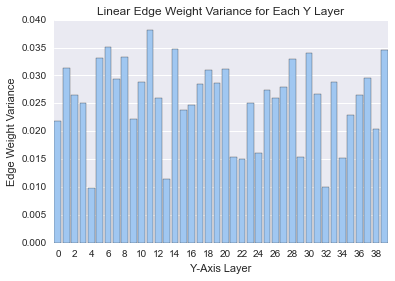 Linear Edge Weight Variance for Each Y Layer
0.040
0.035
0.030
0.025
0.020
0.015
0.010
0.005
0.000
Edge Weight Variance
0 2 4 6 8 10 12 14 16 18 20 22 24 26 28 30 32 34 36 38
Y-Axis Layer